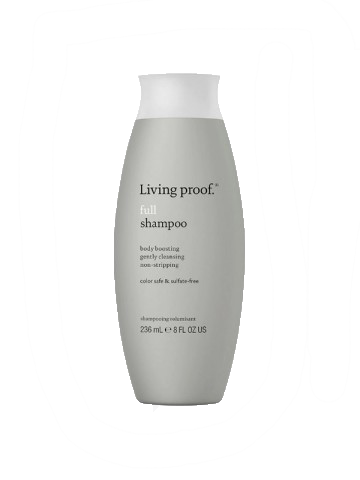 Living proof.®
full
shampoo
body boosting
gently cleansing
non-stripping
color safe & sulfate-free
shampooing volumisant
236 mL ℮ 8 FL OZ US